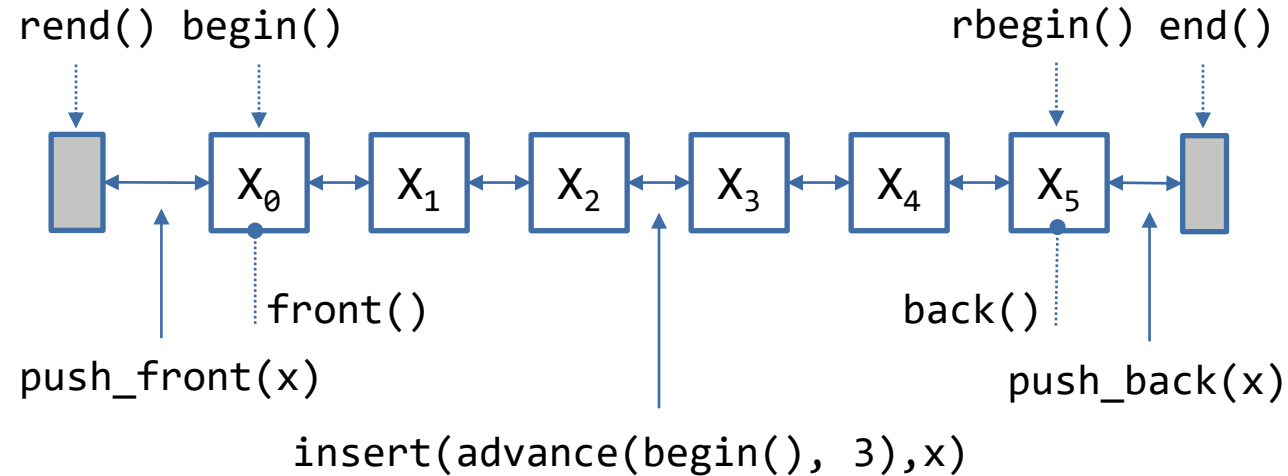 rend() begin() rbegin() end()
X₀ X₁ X₂ X₃ X₄ X₅
front() back()
push_front(x) push_back(x)
insert(advance(begin(), 3),x)